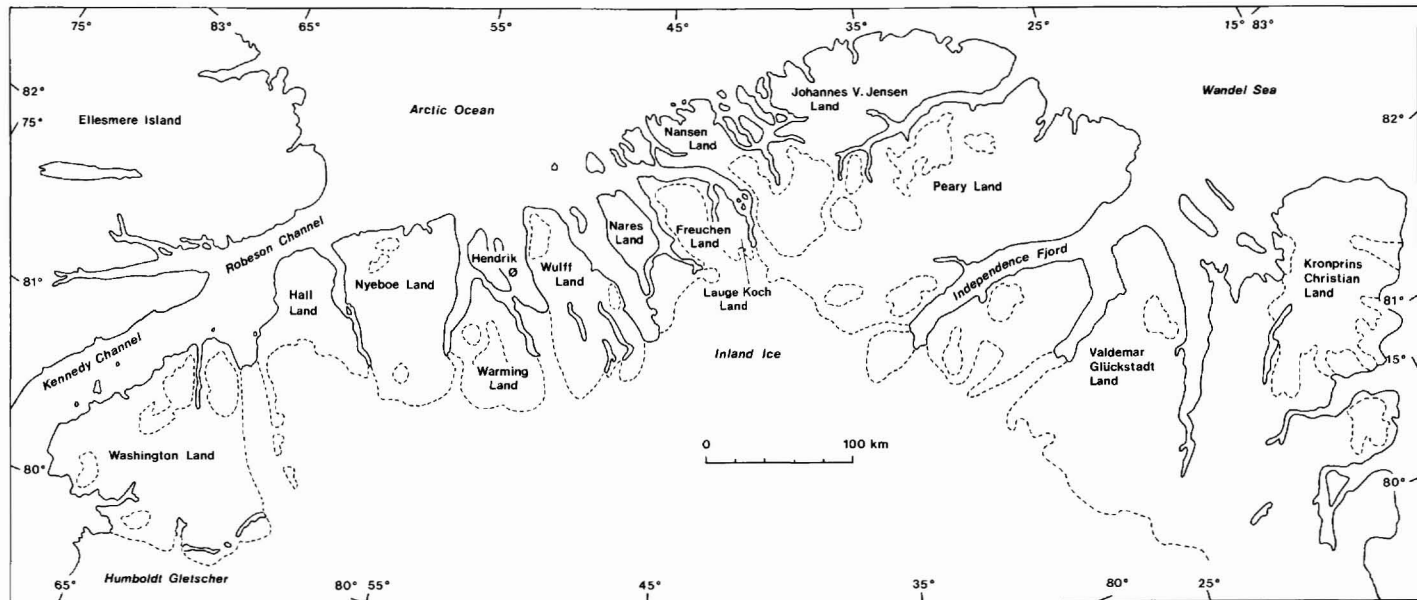 75°
83°
65°
55°
45°
35°
25°
15° 83°
82°
75°
Ellesmere Island
Arctic Ocean
Johannes V. Jensen
Land
Wandel Sea
82°
Nansen
Land
Peary Land
Robeson Channel
Nares
Land
Freuchen
Land
Hendrik
Ø
Wulff
Land
Nyeboe Land
Hall
Land
81°
Lauge Koch
Land
Independence Fjord
Kronprins
Christian
Land
81°
Kennedy Channel
Inland Ice
Warming
Land
Valdemar
Glückstadt
Land
15°
0
100 km
Washington Land
80°
80°
Humboldt Gletscher
65°
80°
55°
45°
35°
80°
25°